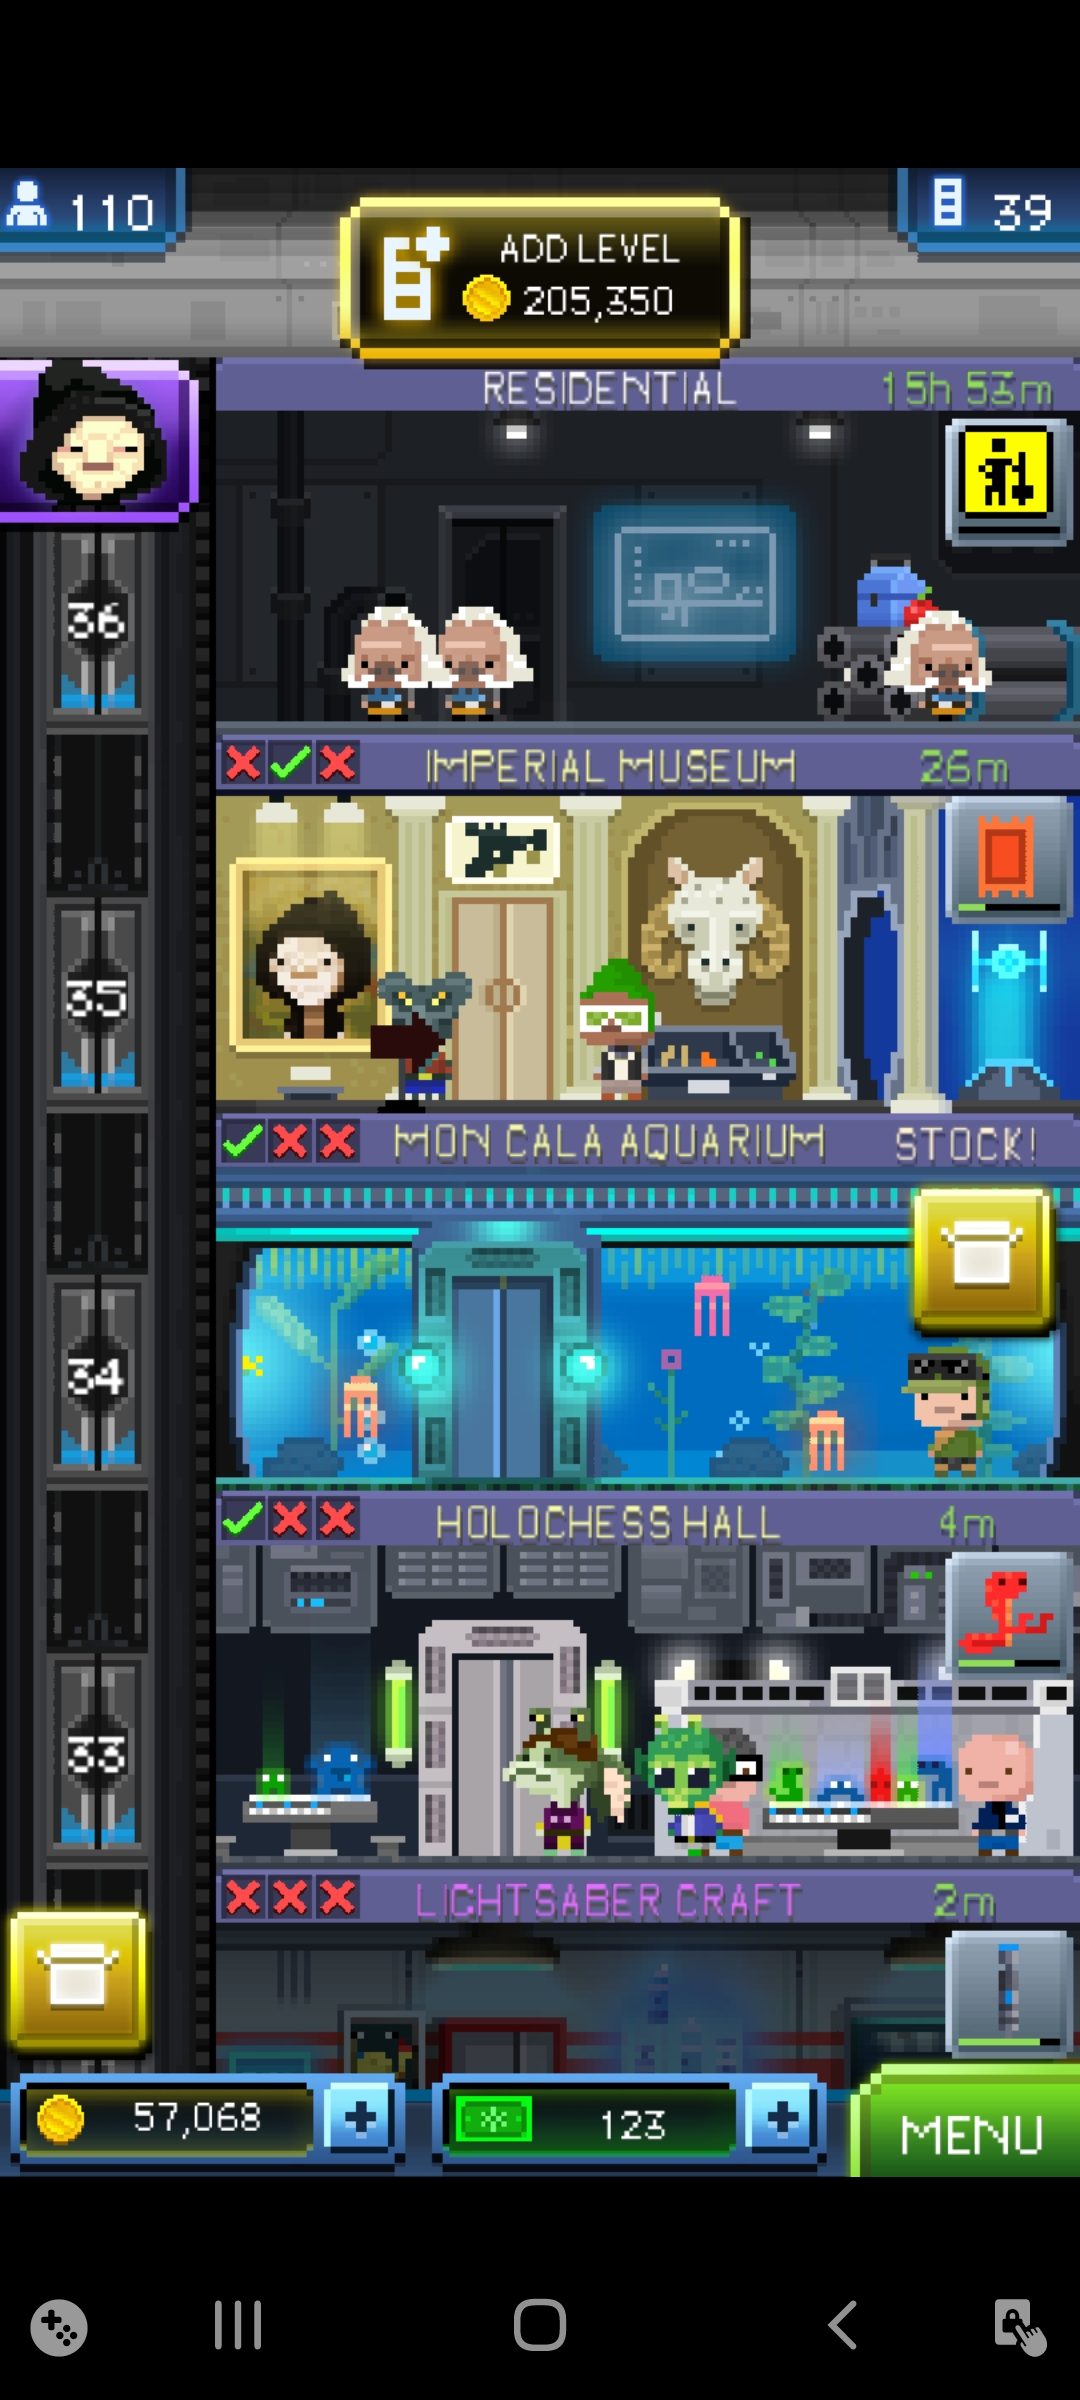 110
ADD LEVEL
205,350
39
RESIDENTIAL 15h 53m
36
IMPERIAL MUSEUM 26m
35
MON CALA AQUARIUM STOCK!
34
HOLOCHESS HALL 4m
33
LIGHTSABER CRAFT 2m
57,068
123
MENU